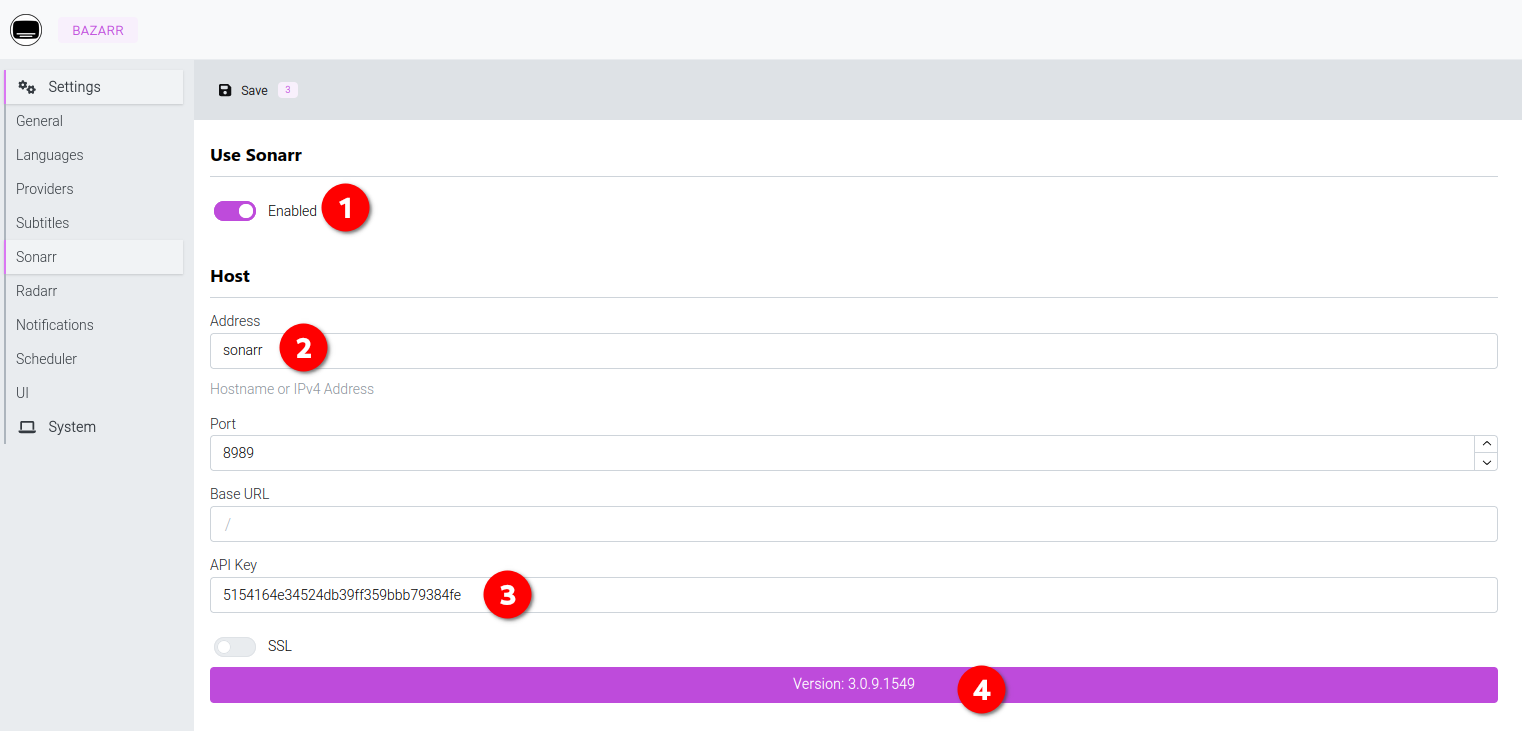 BAZARR
Settings
General
Languages
Providers
Subtitles
Sonarr
Radarr
Notifications
Scheduler
UI
System
Save 3
Use Sonarr
Enabled 1
Host
Address
sonarr 2
Hostname or IPv4 Address
Port
8989
Base URL
/
API Key
5154164e34524db39ff359bbb79384fe 3
SSL
Version: 3.0.9.1549 4